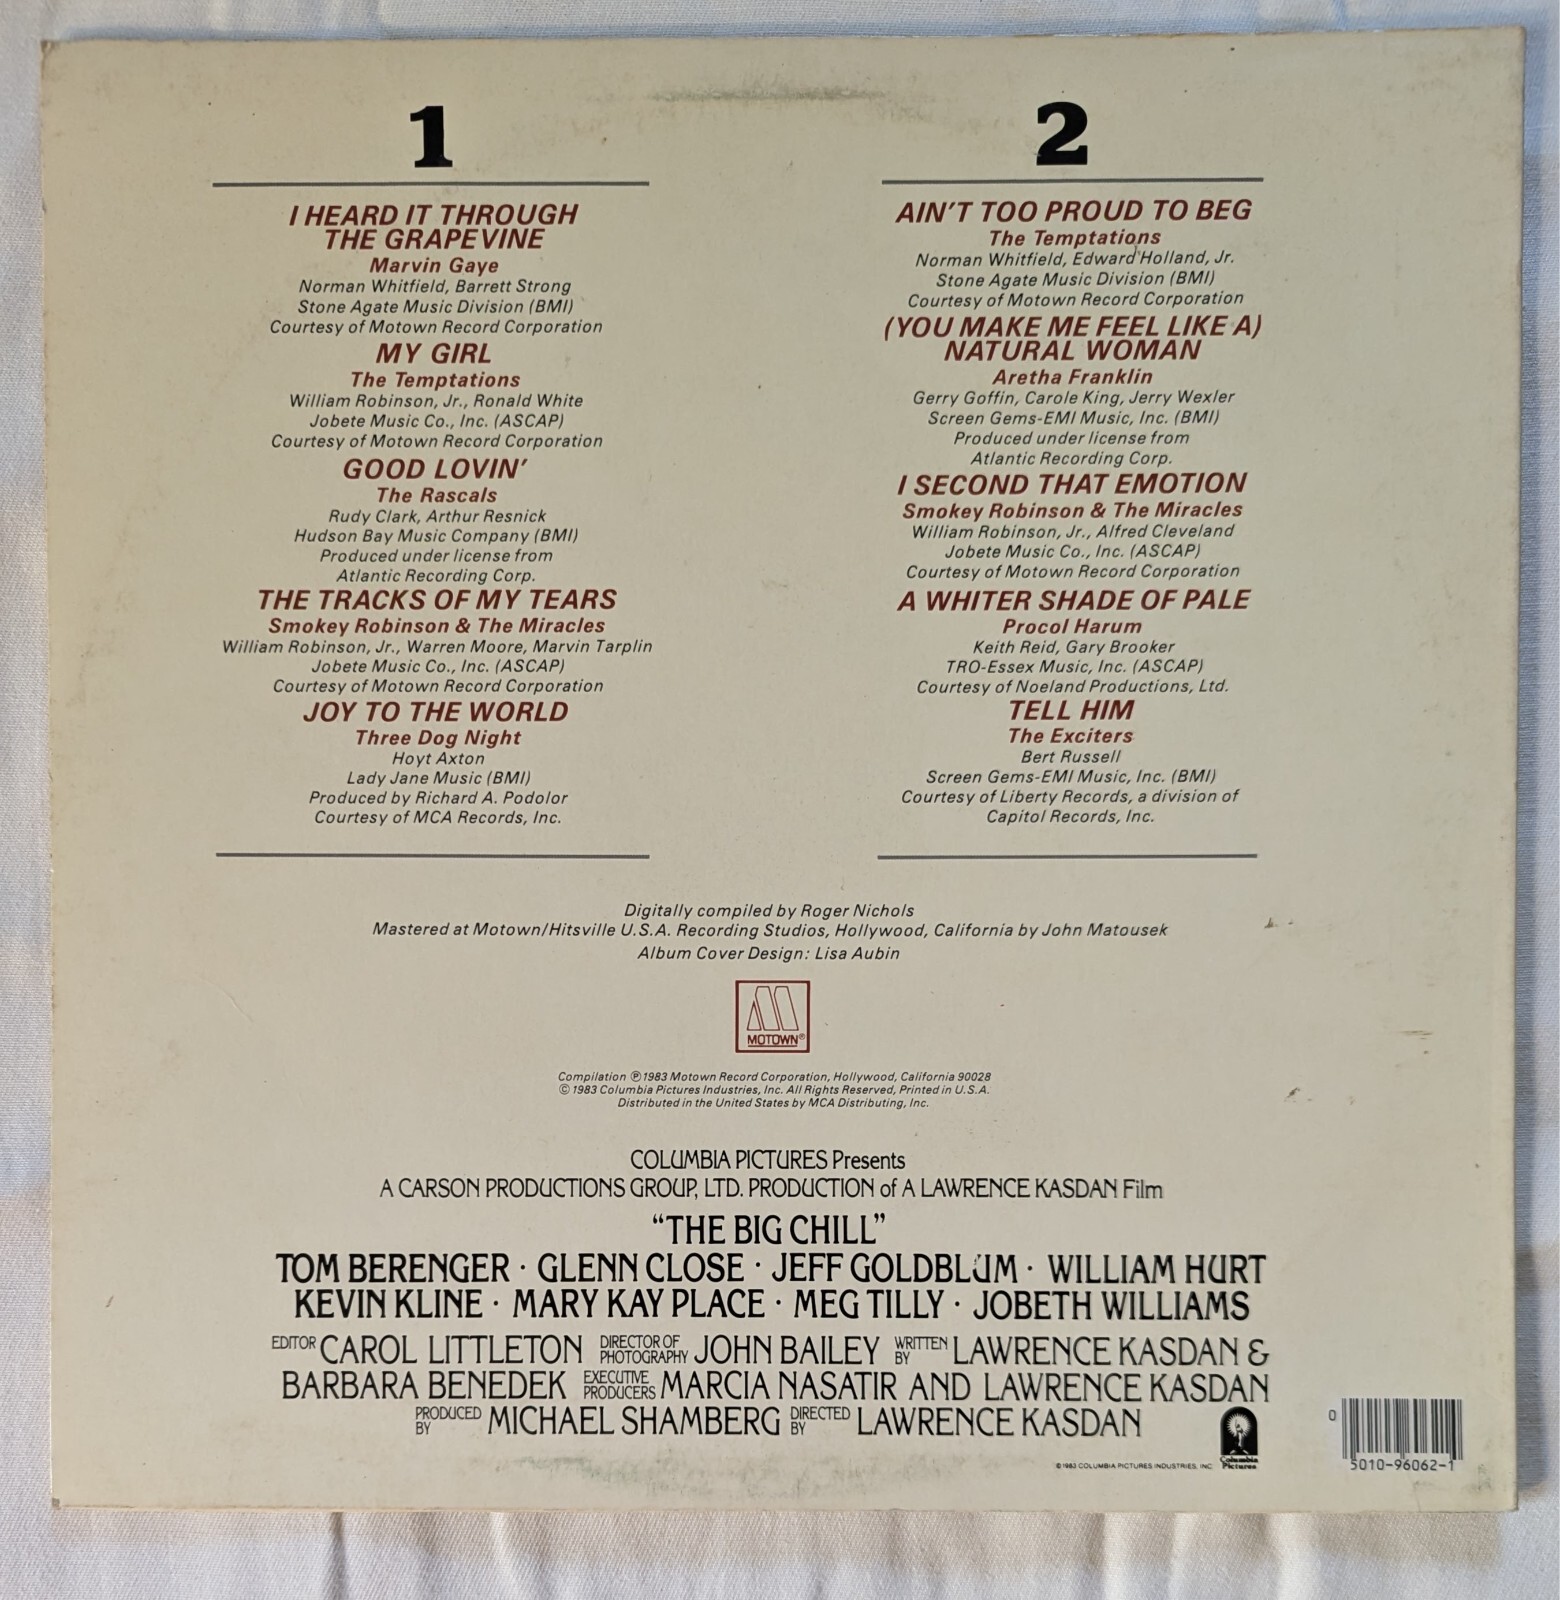 1
I HEARD IT THROUGH
THE GRAPEVINE
Marvin Gaye
Norman Whitfield, Barrett Strong
Stone Agate Music Division (BMI)
Courtesy of Motown Record Corporation
MY GIRL
The Temptations
William Robinson, Jr., Ronald White
Jobete Music Co., Inc. (ASCAP)
Courtesy of Motown Record Corporation
GOOD LOVIN'
The Rascals
Rudy Clark, Arthur Resnick
Hudson Bay Music Company (BMI)
Produced under license from
Atlantic Recording Corp.
THE TRACKS OF MY TEARS
Smokey Robinson & The Miracles
William Robinson, Jr., Warren Moore, Marvin Tarplin
Jobete Music Co., Inc. (ASCAP)
Courtesy of Motown Record Corporation
JOY TO THE WORLD
Three Dog Night
Hoyt Axton
Lady Jane Music (BMI)
Produced by Richard A. Podolor
Courtesy of MCA Records, Inc.
2
AIN'T TOO PROUD TO BEG
The Temptations
Norman Whitfield, Edward Holland, Jr.
Stone Agate Music Division (BMI)
Courtesy of Motown Record Corporation
(YOU MAKE ME FEEL LIKE A)
NATURAL WOMAN
Aretha Franklin
Gerry Goffin, Carole King, Jerry Wexler
Screen Gems-EMI Music, Inc. (BMI)
Produced under license from
Atlantic Recording Corp.
I SECOND THAT EMOTION
Smokey Robinson & The Miracles
William Robinson, Jr., Alfred Cleveland
Jobete Music Co., Inc. (ASCAP)
Courtesy of Motown Record Corporation
A WHITER SHADE OF PALE
Procol Harum
Keith Reid, Gary Brooker
TRO-Essex Music, Inc. (ASCAP)
Courtesy of Noeland Productions, Ltd.
TELL HIM
The Exciters
Bert Russell
Screen Gems-EMI Music, Inc. (BMI)
Courtesy of Liberty Records, a division of
Capitol Records, Inc.
Digitally compiled by Roger Nichols
Mastered at Motown/Hitsville U.S.A. Recording Studios, Hollywood, California by John Matousek
Album Cover Design: Lisa Aubin
MOTOWN®
Compilation ℗ 1983 Motown Record Corporation, Hollywood, California 90028
© 1983 Columbia Pictures Industries, Inc. All Rights Reserved, Printed in U.S.A.
Distributed in the United States by MCA Distributing, Inc.
COLUMBIA PICTURES Presents
A CARSON PRODUCTIONS GROUP, LTD. PRODUCTION of A LAWRENCE KASDAN Film
"THE BIG CHILL"
TOM BERENGER · GLENN CLOSE · JEFF GOLDBLUM · WILLIAM HURT
KEVIN KLINE · MARY KAY PLACE · MEG TILLY · JOBETH WILLIAMS
EDITOR CAROL LITTLETON DIRECTOR OF PHOTOGRAPHY JOHN BAILEY WRITTEN BY LAWRENCE KASDAN &
BARBARA BENEDEK EXECUTIVE PRODUCERS MARCIA NASATIR AND LAWRENCE KASDAN
PRODUCED BY MICHAEL SHAMBERG DIRECTED BY LAWRENCE KASDAN
© 1983 COLUMBIA PICTURES INDUSTRIES, INC.
Columbia
Pictures
0
5010-96062-1